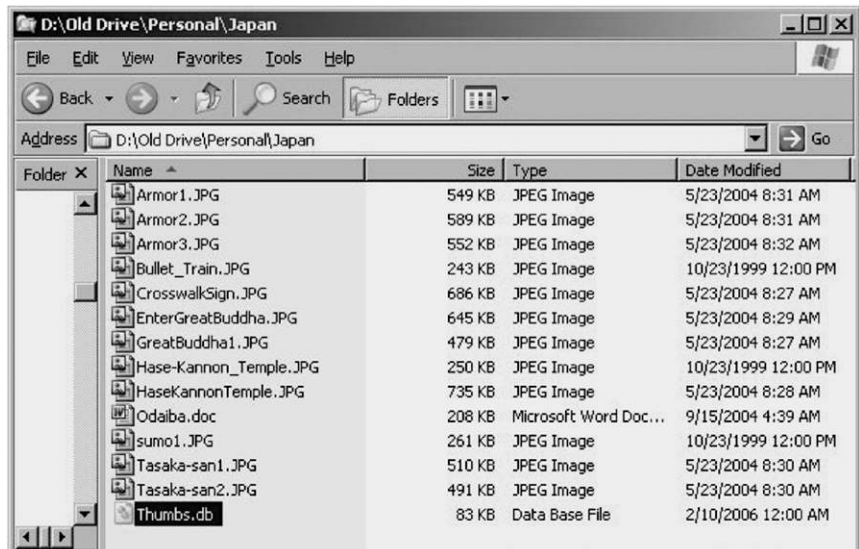 D:\Old Drive\Personal\Japan
File Edit View Favorites Tools Help
Back Search Folders
Address D:\Old Drive\Personal\Japan Go
Folder X Name Size Type Date Modified
Armor1.JPG 549 KB JPEG Image 5/23/2004 8:31 AM
Armor2.JPG 589 KB JPEG Image 5/23/2004 8:31 AM
Armor3.JPG 552 KB JPEG Image 5/23/2004 8:32 AM
Bullet_Train.JPG 243 KB JPEG Image 10/23/1999 12:00 PM
CrosswalkSign.JPG 686 KB JPEG Image 5/23/2004 8:27 AM
EnterGreatBuddha.JPG 645 KB JPEG Image 5/23/2004 8:29 AM
GreatBuddha1.JPG 479 KB JPEG Image 5/23/2004 8:27 AM
Hase-Kannon_Temple.JPG 250 KB JPEG Image 10/23/1999 12:00 PM
HaseKannonTemple.JPG 735 KB JPEG Image 5/23/2004 8:28 AM
Odaiba.doc 208 KB Microsoft Word Doc... 9/15/2004 4:39 AM
sumo1.JPG 261 KB JPEG Image 10/23/1999 12:00 PM
Tasaka-san1.JPG 510 KB JPEG Image 5/23/2004 8:30 AM
Tasaka-san2.JPG 491 KB JPEG Image 5/23/2004 8:30 AM
Thumbs.db 83 KB Data Base File 2/10/2006 12:00 AM